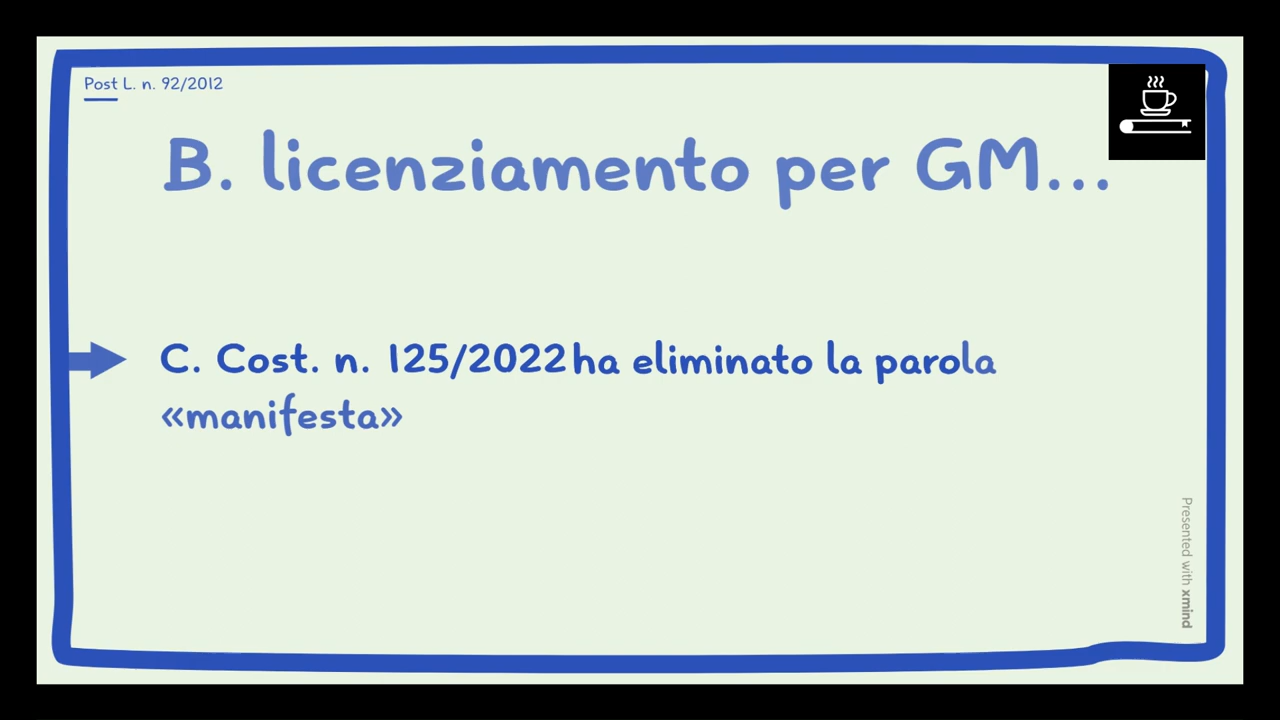 Post L. n. 92/2012
B. licenziamento per GM...
C. Cost. n. 125/2022 ha eliminato la parola
«manifesta»
Presented with xmind